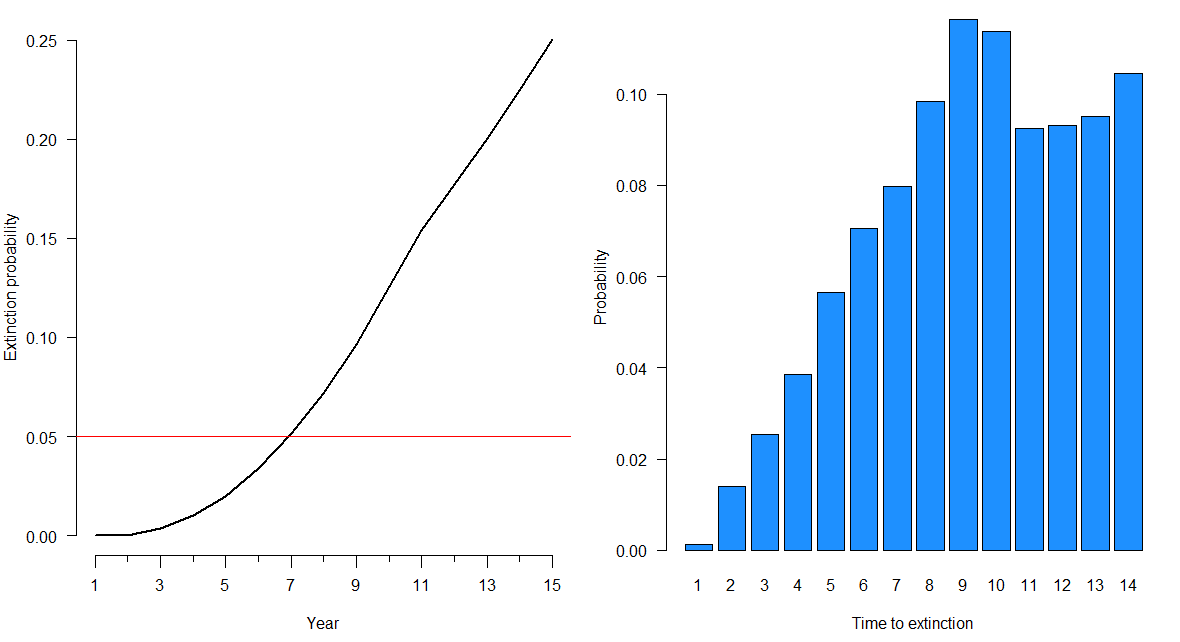 Extinction probability
0.25
0.20
0.15
0.10
0.05
0.00
1 3 5 7 9 11 13 15
Year
Probability
0.10
0.08
0.06
0.04
0.02
0.00
1 2 3 4 5 6 7 8 9 10 11 12 13 14
Time to extinction